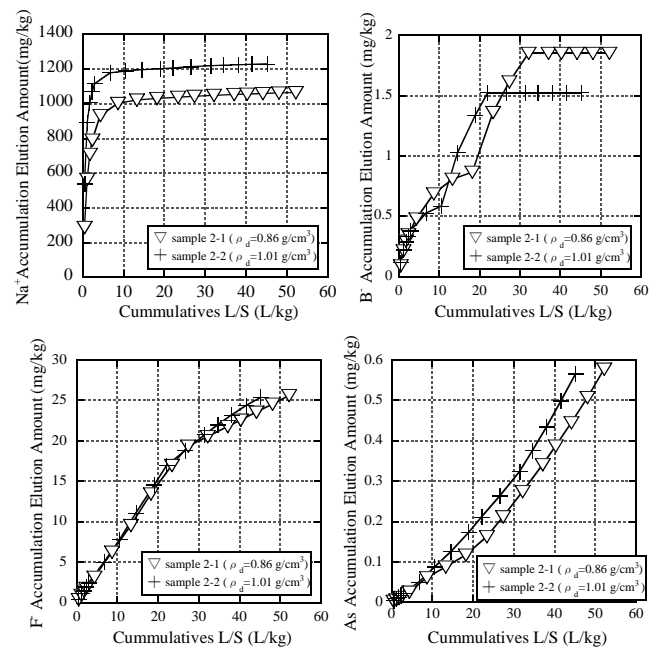 Na⁺Accumulation Elution Amount(mg/kg)
1400
1200
1000
800
600
400
200
0
sample 2-1 ( ρd=0.86 g/cm³)
sample 2-2 ( ρd=1.01 g/cm³)
0 10 20 30 40 50 60
Cummulatives L/S (L/kg)
B⁻ Accumulation Elution Amount (mg/kg)
2
1.5
1
0.5
0
sample 2-1 ( ρd=0.86 g/cm³)
sample 2-2 ( ρd=1.01 g/cm³)
0 10 20 30 40 50 60
Cummulatives L/S (L/kg)
F⁻ Accumulation Elution Amount (mg/kg)
30
25
20
15
10
5
0
sample 2-1 ( ρd=0.86 g/cm³)
sample 2-2 ( ρd=1.01 g/cm³)
0 10 20 30 40 50 60
Cummulatives L/S (L/kg)
As Accumulation Elution Amount (mg/kg)
0.6
0.5
0.4
0.3
0.2
0.1
0
sample 2-1 ( ρd=0.86 g/cm³)
sample 2-2 ( ρd=1.01 g/cm³)
0 10 20 30 40 50 60
Cummulatives L/S (L/kg)